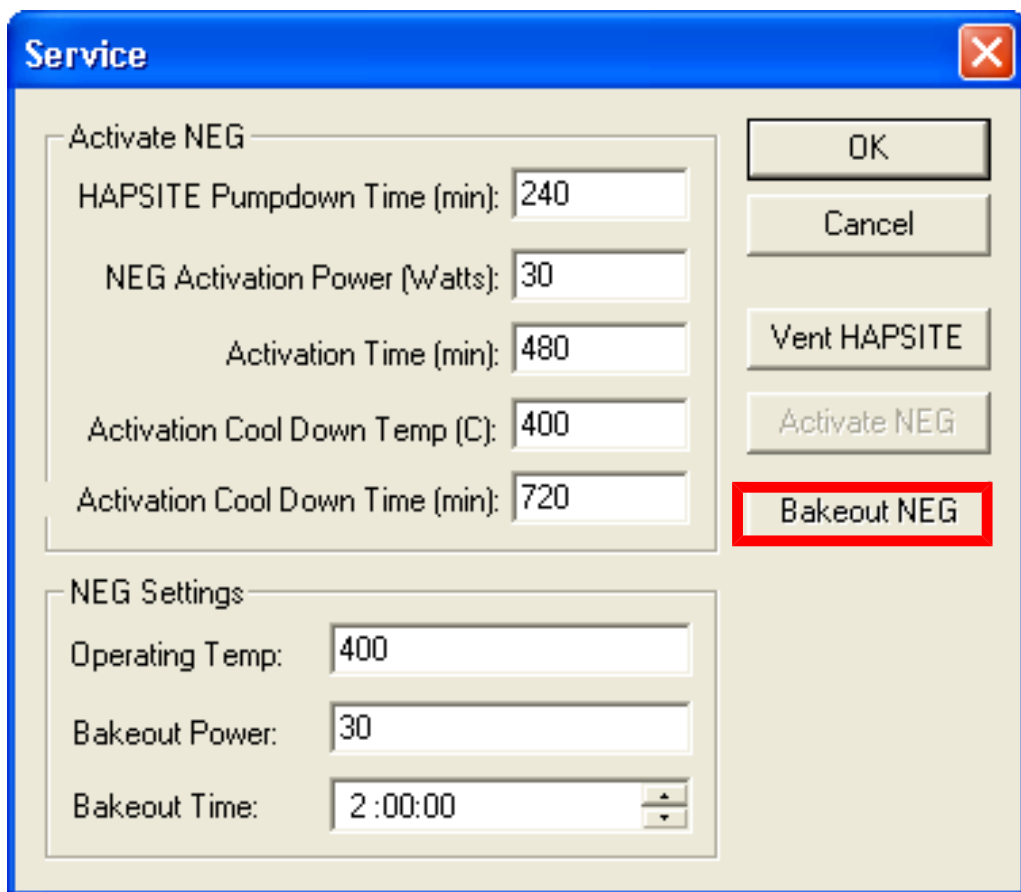 Service
Activate NEG
HAPSITE Pumpdown Time (min): 240
NEG Activation Power (Watts): 30
Activation Time (min): 480
Activation Cool Down Temp (C): 400
Activation Cool Down Time (min): 720
OK
Cancel
Vent HAPSITE
Activate NEG
Bakeout NEG
NEG Settings
Operating Temp: 400
Bakeout Power: 30
Bakeout Time: 2 :00:00